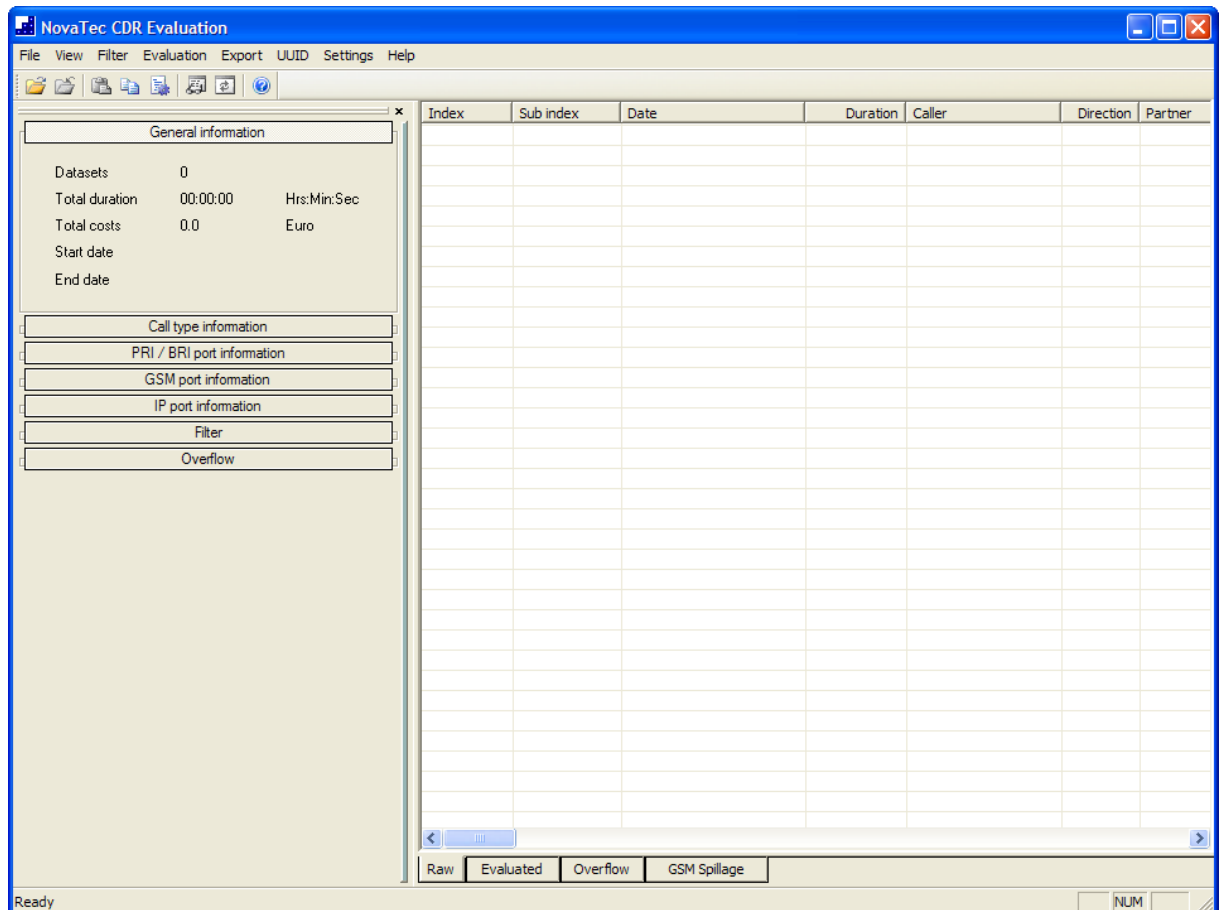 NovaTec CDR Evaluation
File View Filter Evaluation Export UUID Settings Help
General information
Datasets 0
Total duration 00:00:00 Hrs:Min:Sec
Total costs 0.0 Euro
Start date
End date
Call type information
PRI / BRI port information
GSM port information
IP port information
Filter
Overflow
Index Sub index Date Duration Caller Direction Partner
Raw Evaluated Overflow GSM Spillage
Ready NUM